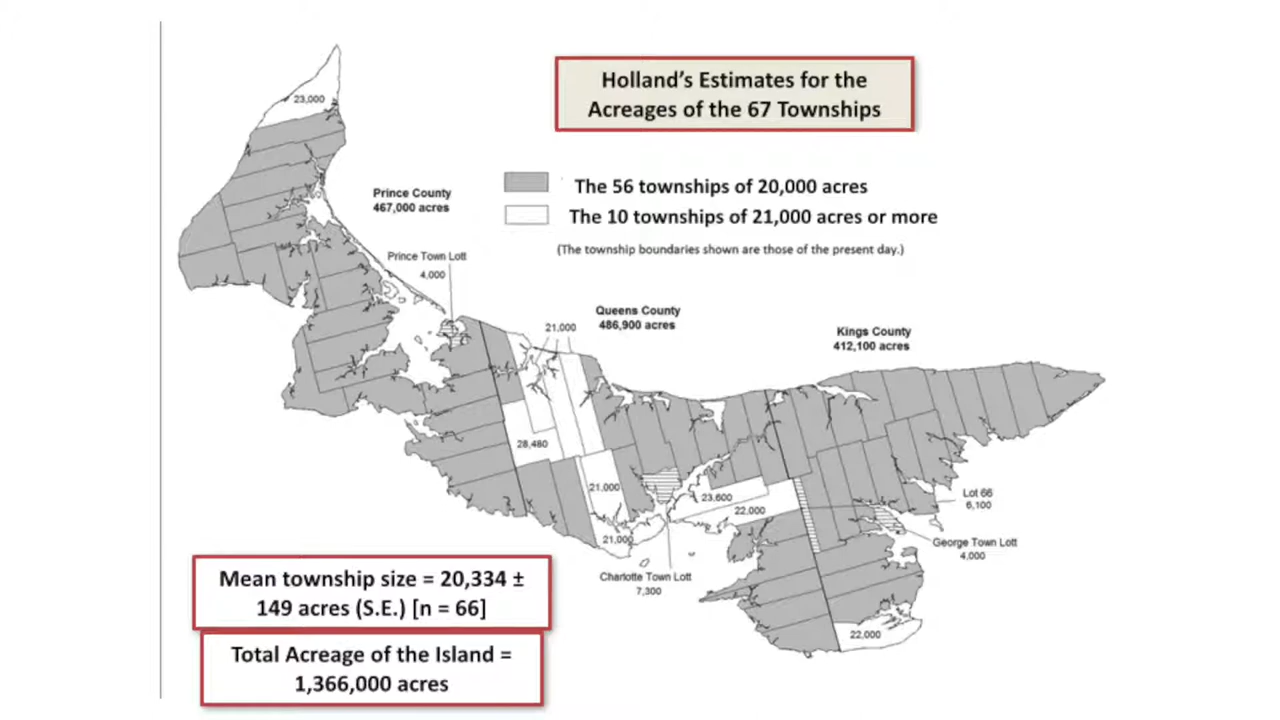 Holland's Estimates for the
Acreages of the 67 Townships
The 56 townships of 20,000 acres
The 10 townships of 21,000 acres or more
(The township boundaries shown are those of the present day.)
23,000
Prince County
467,000 acres
Prince Town Lott
4,000
Queens County
486,900 acres
21,000
Kings County
412,100 acres
28,480
21,000
23,600
22,000
21,000
Lot 66
6,100
George Town Lott
4,000
Charlotte Town Lott
7,300
22,000
Mean township size = 20,334 ±
149 acres (S.E.) [n = 66]
Total Acreage of the Island =
1,366,000 acres